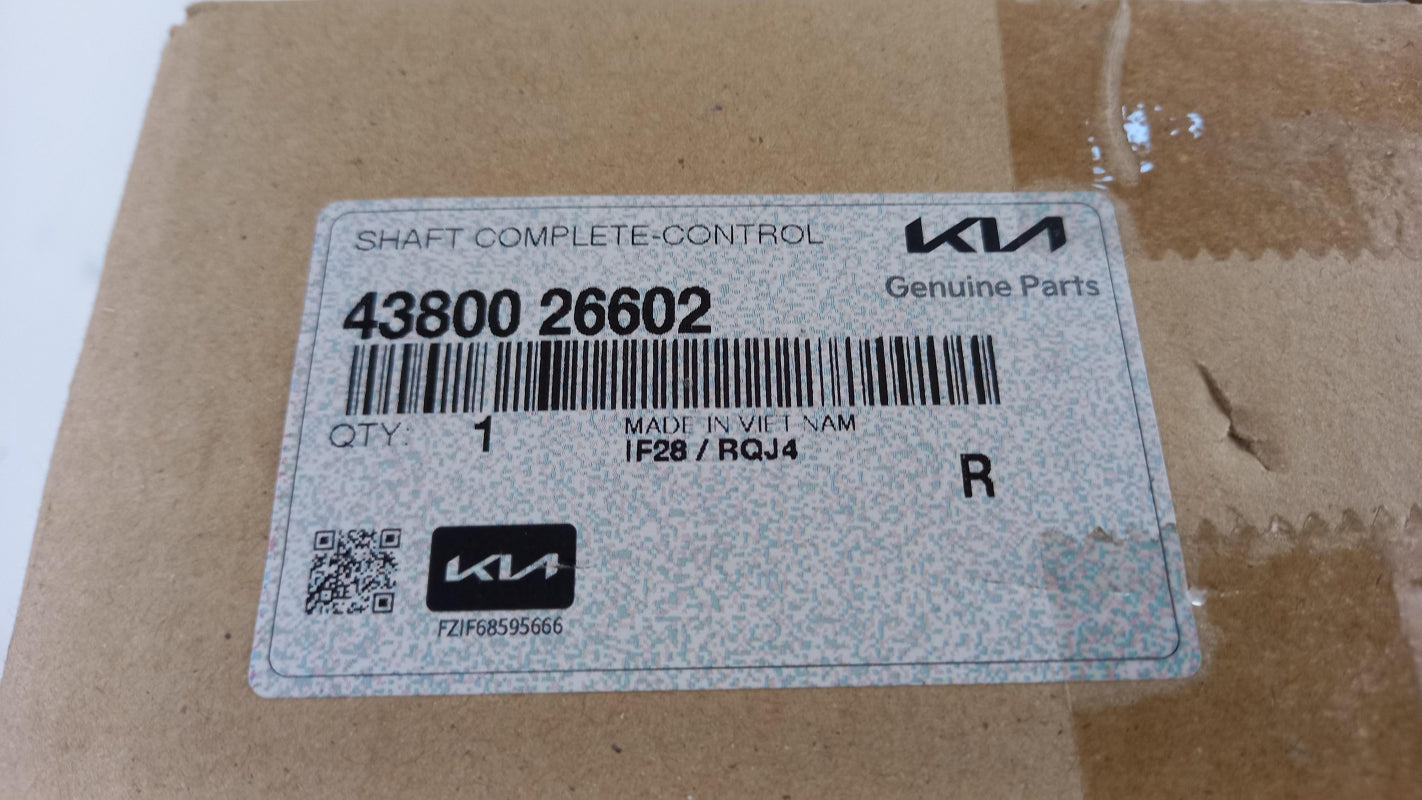 SHAFT COMPLETE-CONTROL
KIA
Genuine Parts
43800 26602
QTY: 1
MADE IN VIET NAM
IF28 / RQJ4
R
KIA
FZIF68595666